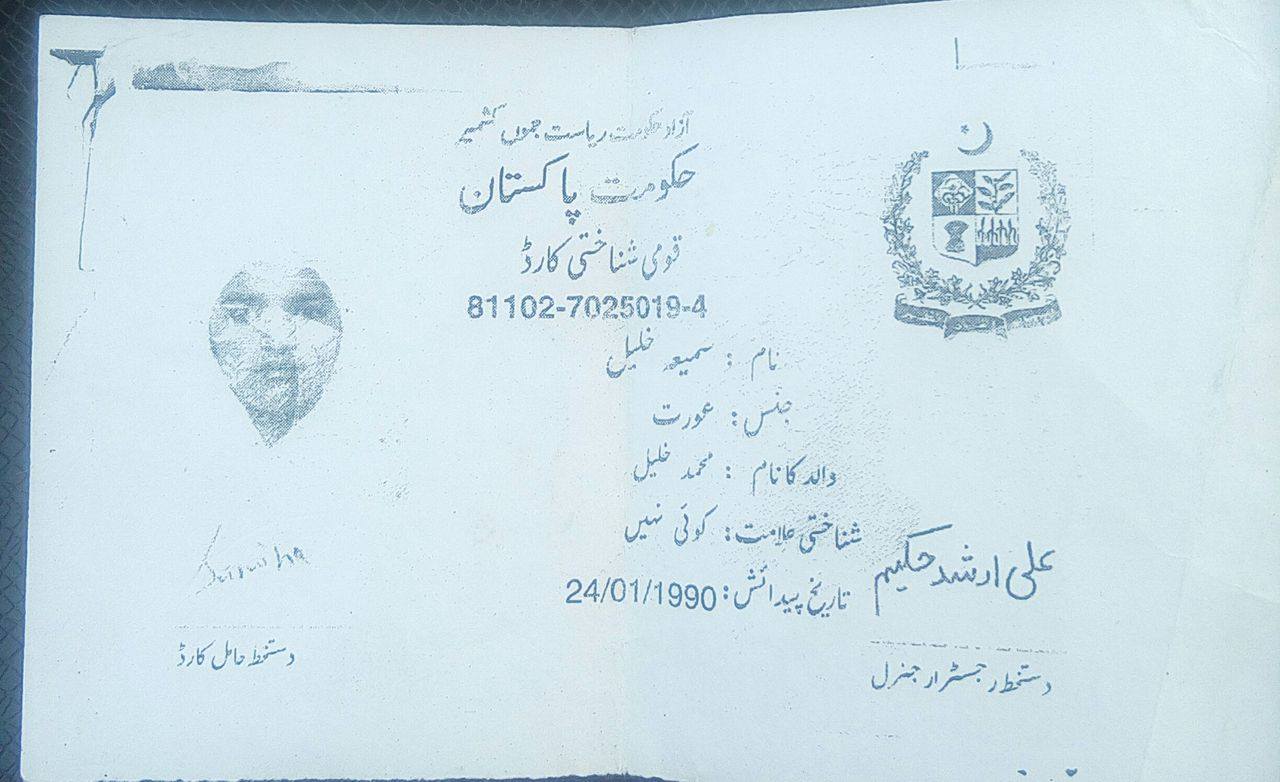 آزاد حکومت ریاست جموں کشمیر
حکومت پاکستان
قومی شناختی کارڈ
81102-7025019-4
نام : سمیعہ خلیل
جنس: عورت
والد کا نام : محمد خلیل
شناختی علامت: کوئی نہیں
تاریخ پیدائش: 24/01/1990
علی ارشد حکیم
Samiha
دستخط حامل کارڈ
دستخط رجسٹرار جنرل